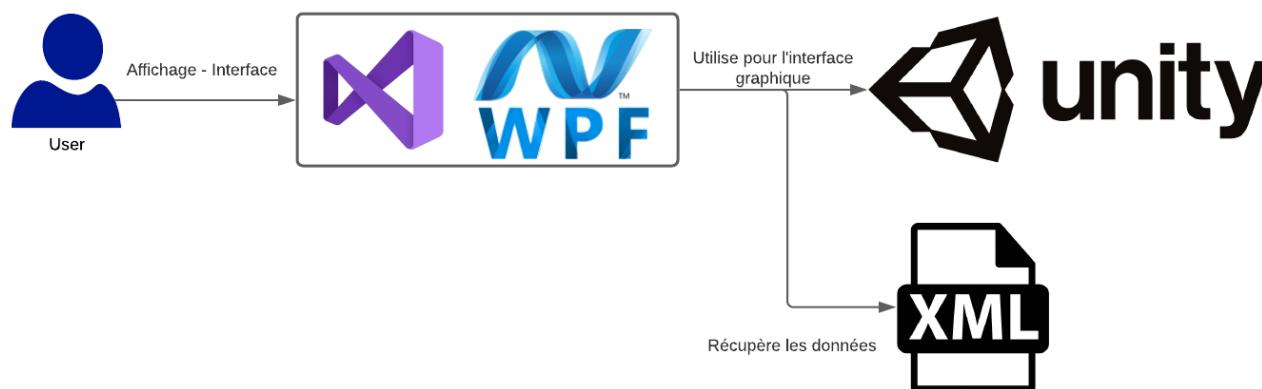 Affichage - Interface
User
WPF
TM
Utilise pour l'interface
graphique
unity
XML
Récupère les données